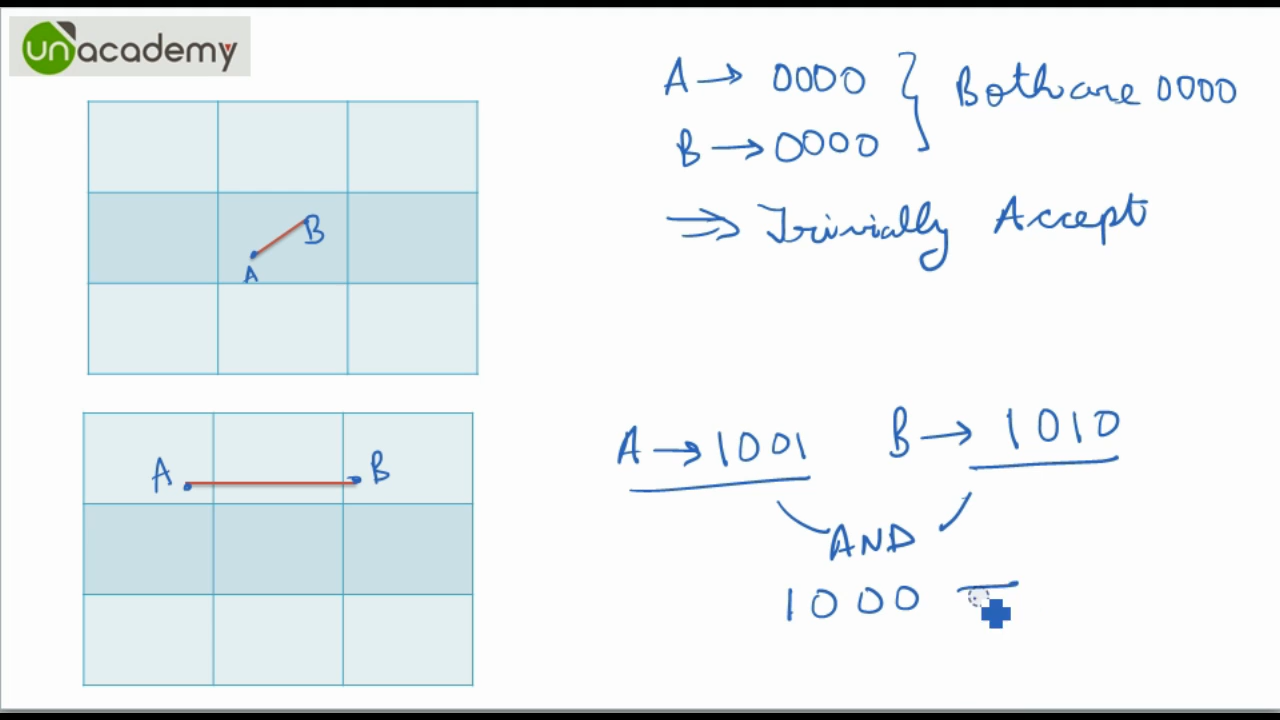 unacademy
A → 0000 } Both are 0000
B → 0000
⇒ Trivially Accept
B
A
A → 1001 B → 1010
A B
AND
1000